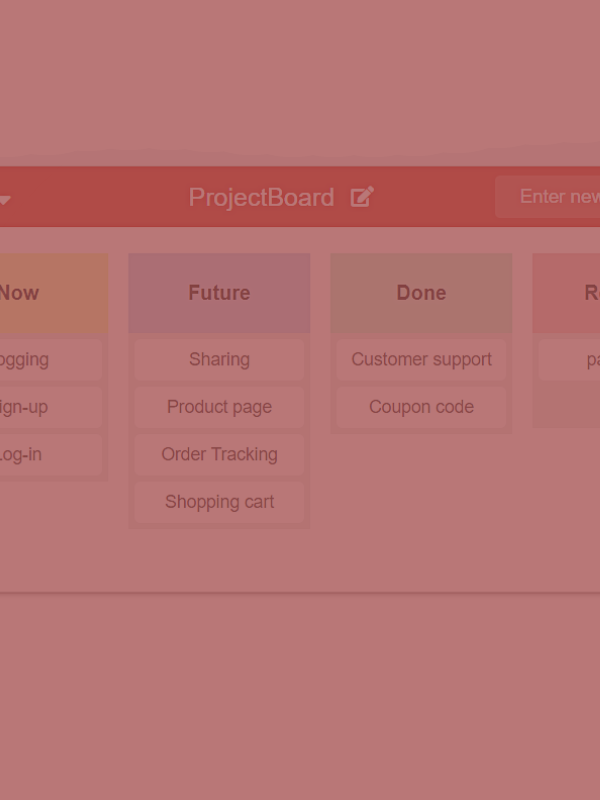 ProjectBoard
Enter new
Now
ogging
ign-up
og-in
Future
Sharing
Product page
Order Tracking
Shopping cart
Done
Customer support
Coupon code
R
pa